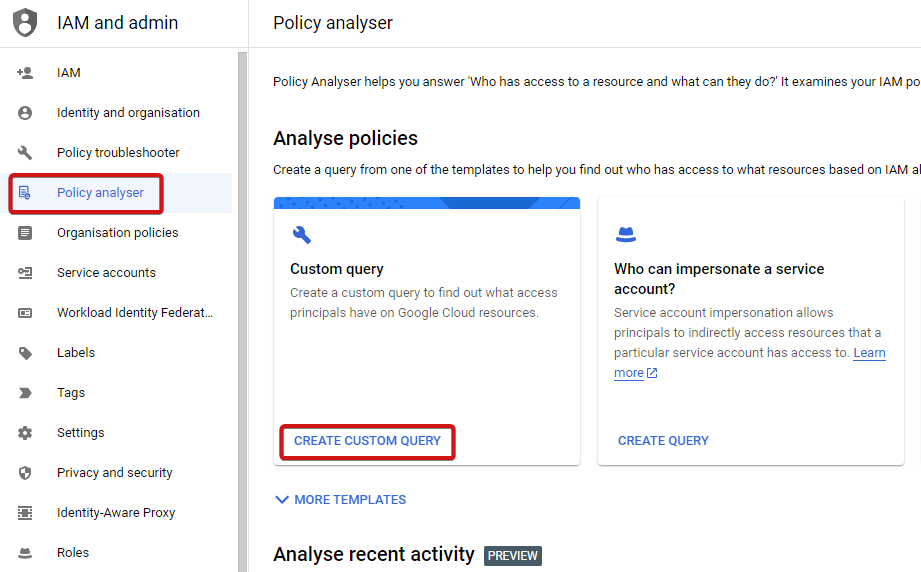 IAM and admin
Policy analyser
IAM
Identity and organisation
Policy troubleshooter
Policy analyser
Organisation policies
Service accounts
Workload Identity Federat...
Labels
Tags
Settings
Privacy and security
Identity-Aware Proxy
Roles
Policy Analyser helps you answer 'Who has access to a resource and what can they do?' It examines your IAM po
Analyse policies
Create a query from one of the templates to help you find out who has access to what resources based on IAM al
Custom query
Create a custom query to find out what access
principals have on Google Cloud resources.
CREATE CUSTOM QUERY
Who can impersonate a service
account?
Service account impersonation allows
principals to indirectly access resources that a
particular service account has access to. Learn
more
CREATE QUERY
MORE TEMPLATES
Analyse recent activity PREVIEW